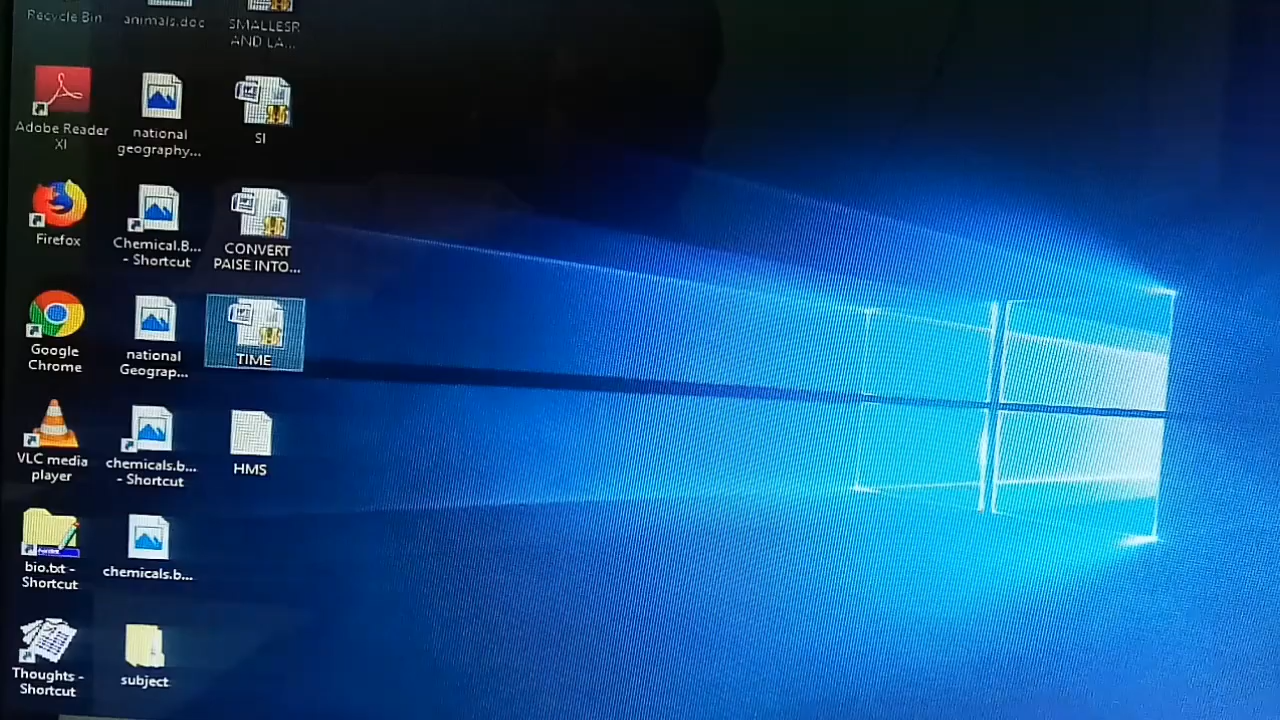 Recycle Bin
Adobe Reader
XI
Firefox
Google
Chrome
VLC media
player
bio.txt -
Shortcut
Thoughts -
Shortcut
animals.doc
national
geography...
Chemical.B...
- Shortcut
national
Geograp...
chemicals.b...
- Shortcut
chemicals.b...
subject
SMALLESR
AND LA...
SI
CONVERT
PAISE INTO...
TIME
HMS